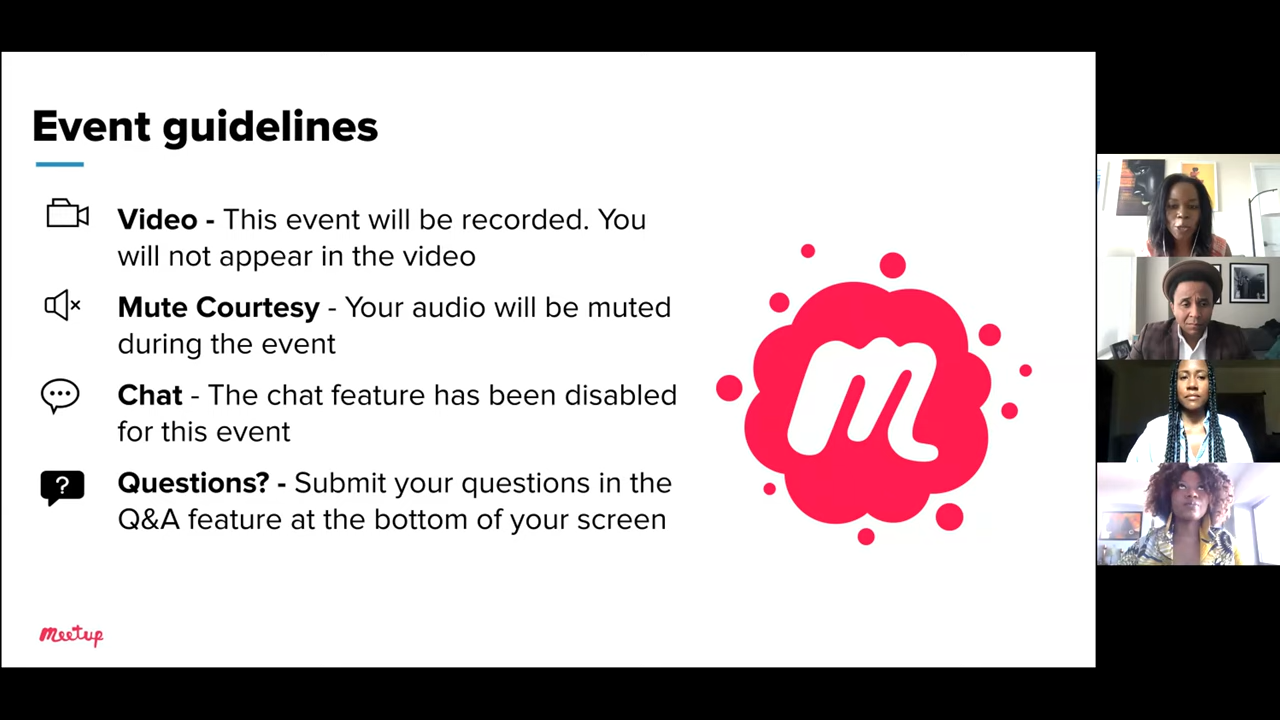 Event guidelines
Video - This event will be recorded. You
will not appear in the video
Mute Courtesy - Your audio will be muted
during the event
Chat - The chat feature has been disabled
for this event
?
Questions? - Submit your questions in the
Q&A feature at the bottom of your screen
m
meetup